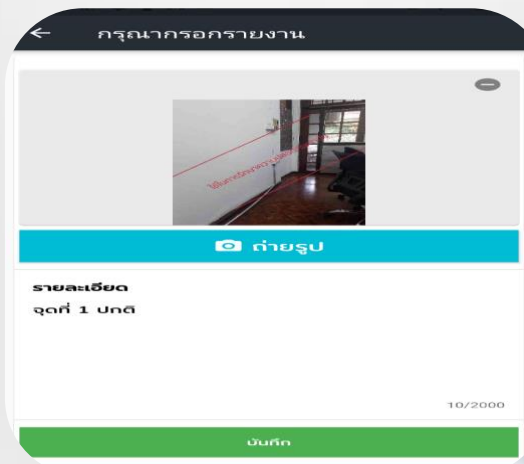 กรุณากรอกรายงาน
ถ่ายรูป
รายละเอียด
จุดที่ 1 ปกติ
10/2000
บันทึก